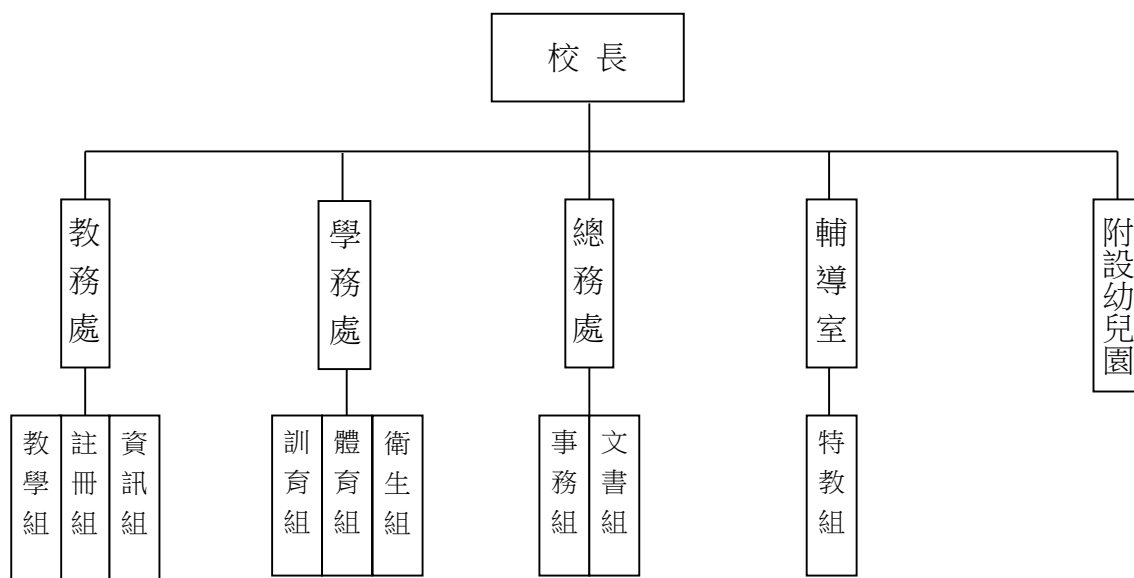 校長
教務處
學務處
總務處
輔導室
附設幼兒園
教學組
註冊組
資訊組
訓育組
體育組
衛生組
事務組
文書組
特教組